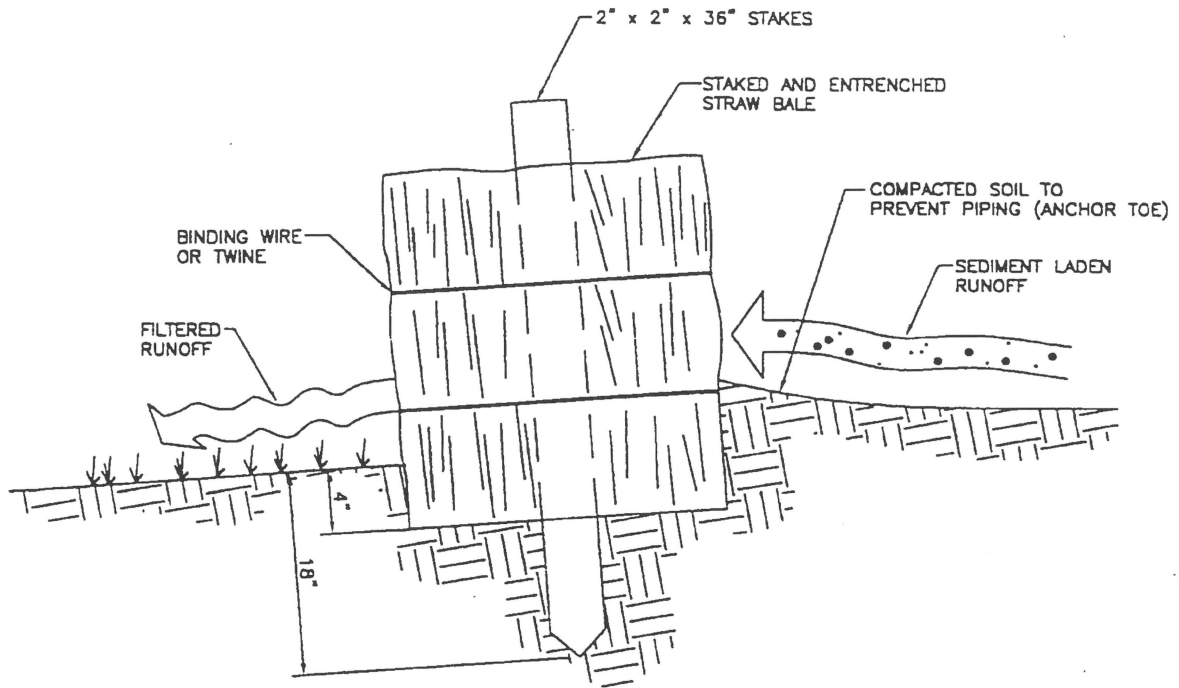 2" x 2" x 36" STAKES
STAKED AND ENTRENCHED
STRAW BALE
COMPACTED SOIL TO
PREVENT PIPING (ANCHOR TOE)
BINDING WIRE
OR TWINE
SEDIMENT LADEN
RUNOFF
FILTERED
RUNOFF
4"
18"